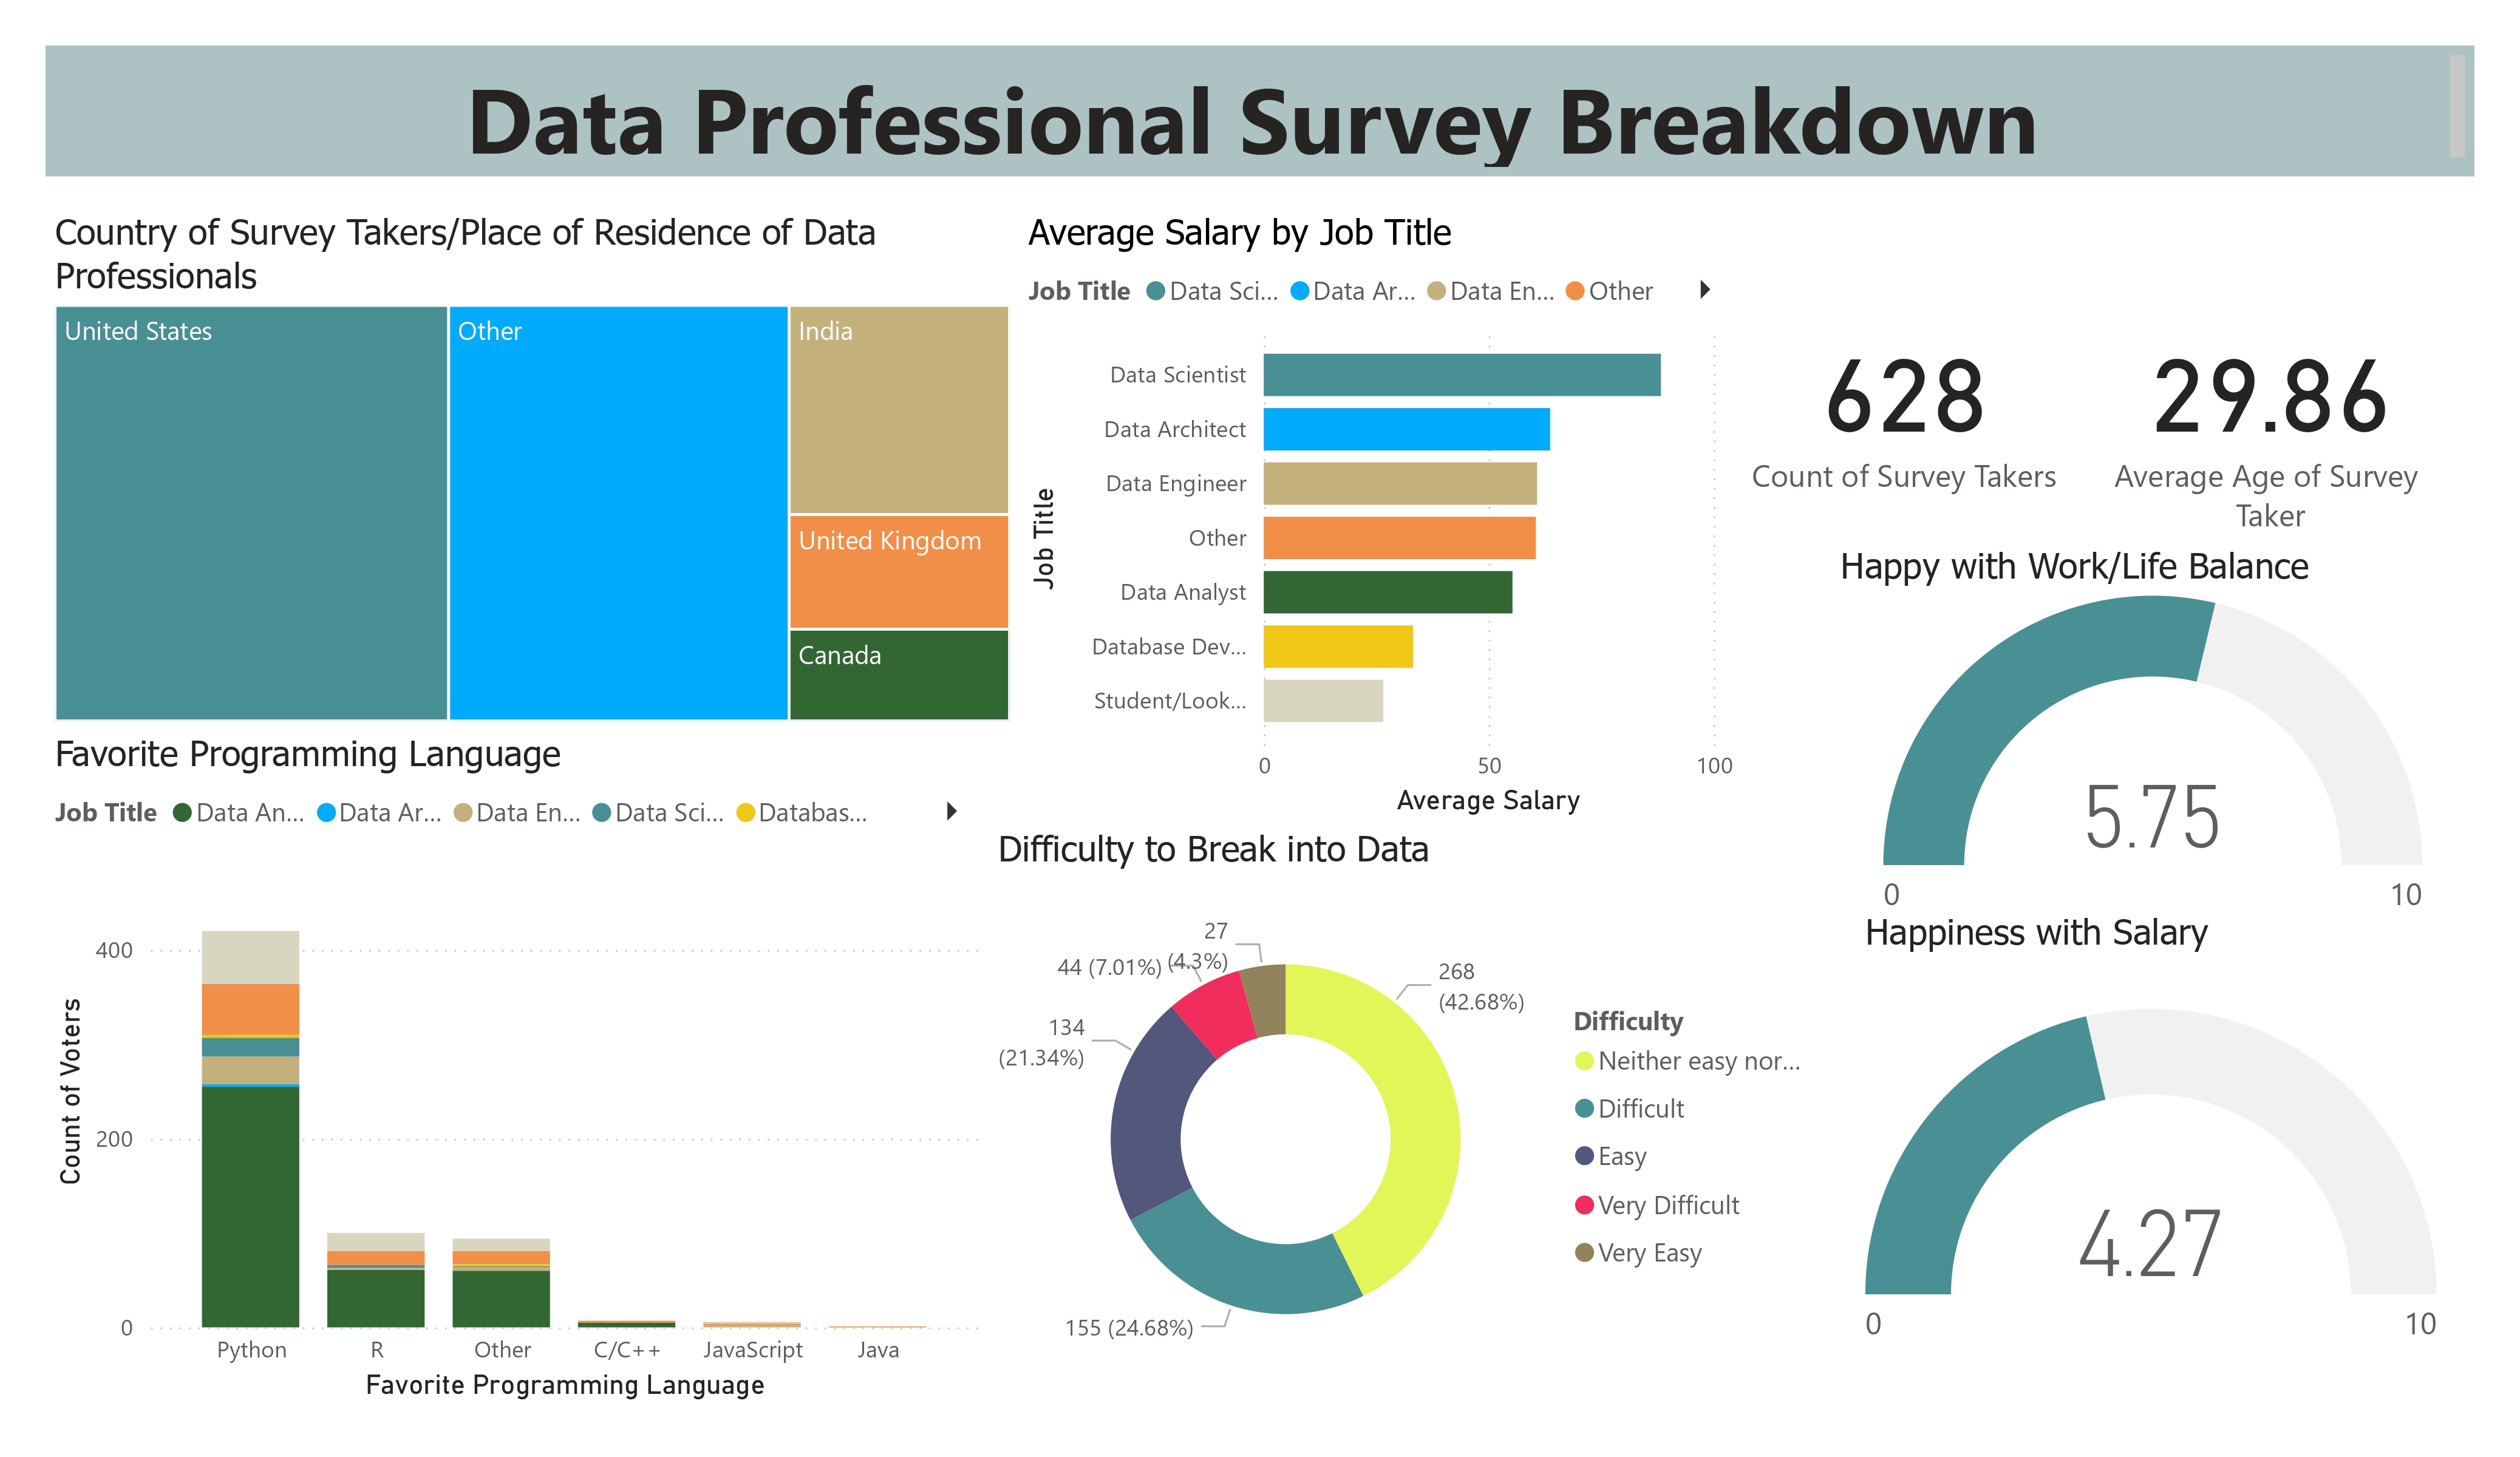 Data Professional Survey Breakdown
Country of Survey Takers/Place of Residence of Data
Professionals
United States
Other
India
United Kingdom
Canada
Average Salary by Job Title
Job Title Data Sci... Data Ar... Data En... Other
Job Title
Data Scientist
Data Architect
Data Engineer
Other
Data Analyst
Database Dev...
Student/Look...
0 50 100
Average Salary
628
Count of Survey Takers
29.86
Average Age of Survey
Taker
Happy with Work/Life Balance
5.75
0 10
Favorite Programming Language
Job Title Data An... Data Ar... Data En... Data Sci... Databas...
Count of Voters
400
200
0
Python R Other C/C++ JavaScript Java
Favorite Programming Language
Difficulty to Break into Data
27
(4.3%)
44 (7.01%)
268
(42.68%)
134
(21.34%)
155 (24.68%)
Difficulty
Neither easy nor...
Difficult
Easy
Very Difficult
Very Easy
Happiness with Salary
4.27
0 10